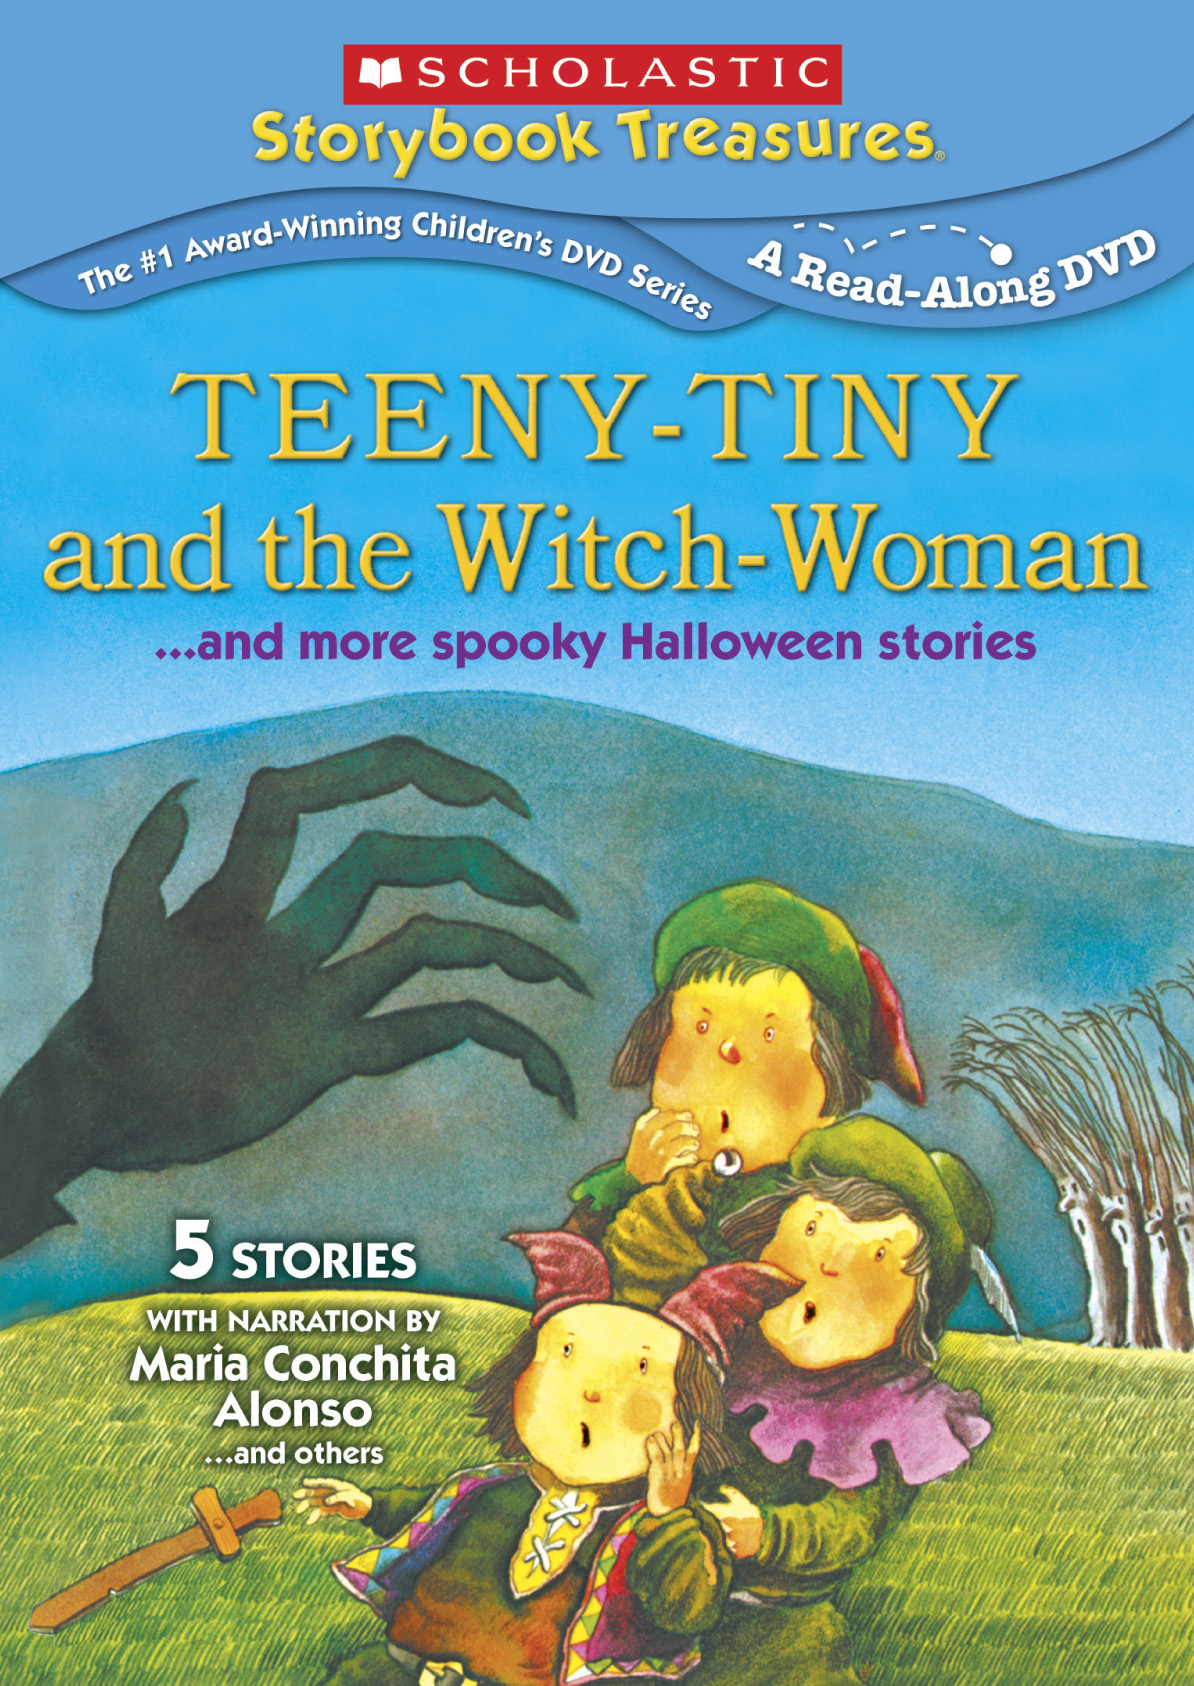 SCHOLASTIC
Storybook Treasures®
The #1 Award-Winning Children's DVD Series
A Read-Along DVD
TEENY-TINY
and the Witch-Woman
...and more spooky Halloween stories
5 STORIES
WITH NARRATION BY
Maria Conchita
Alonso
...and others